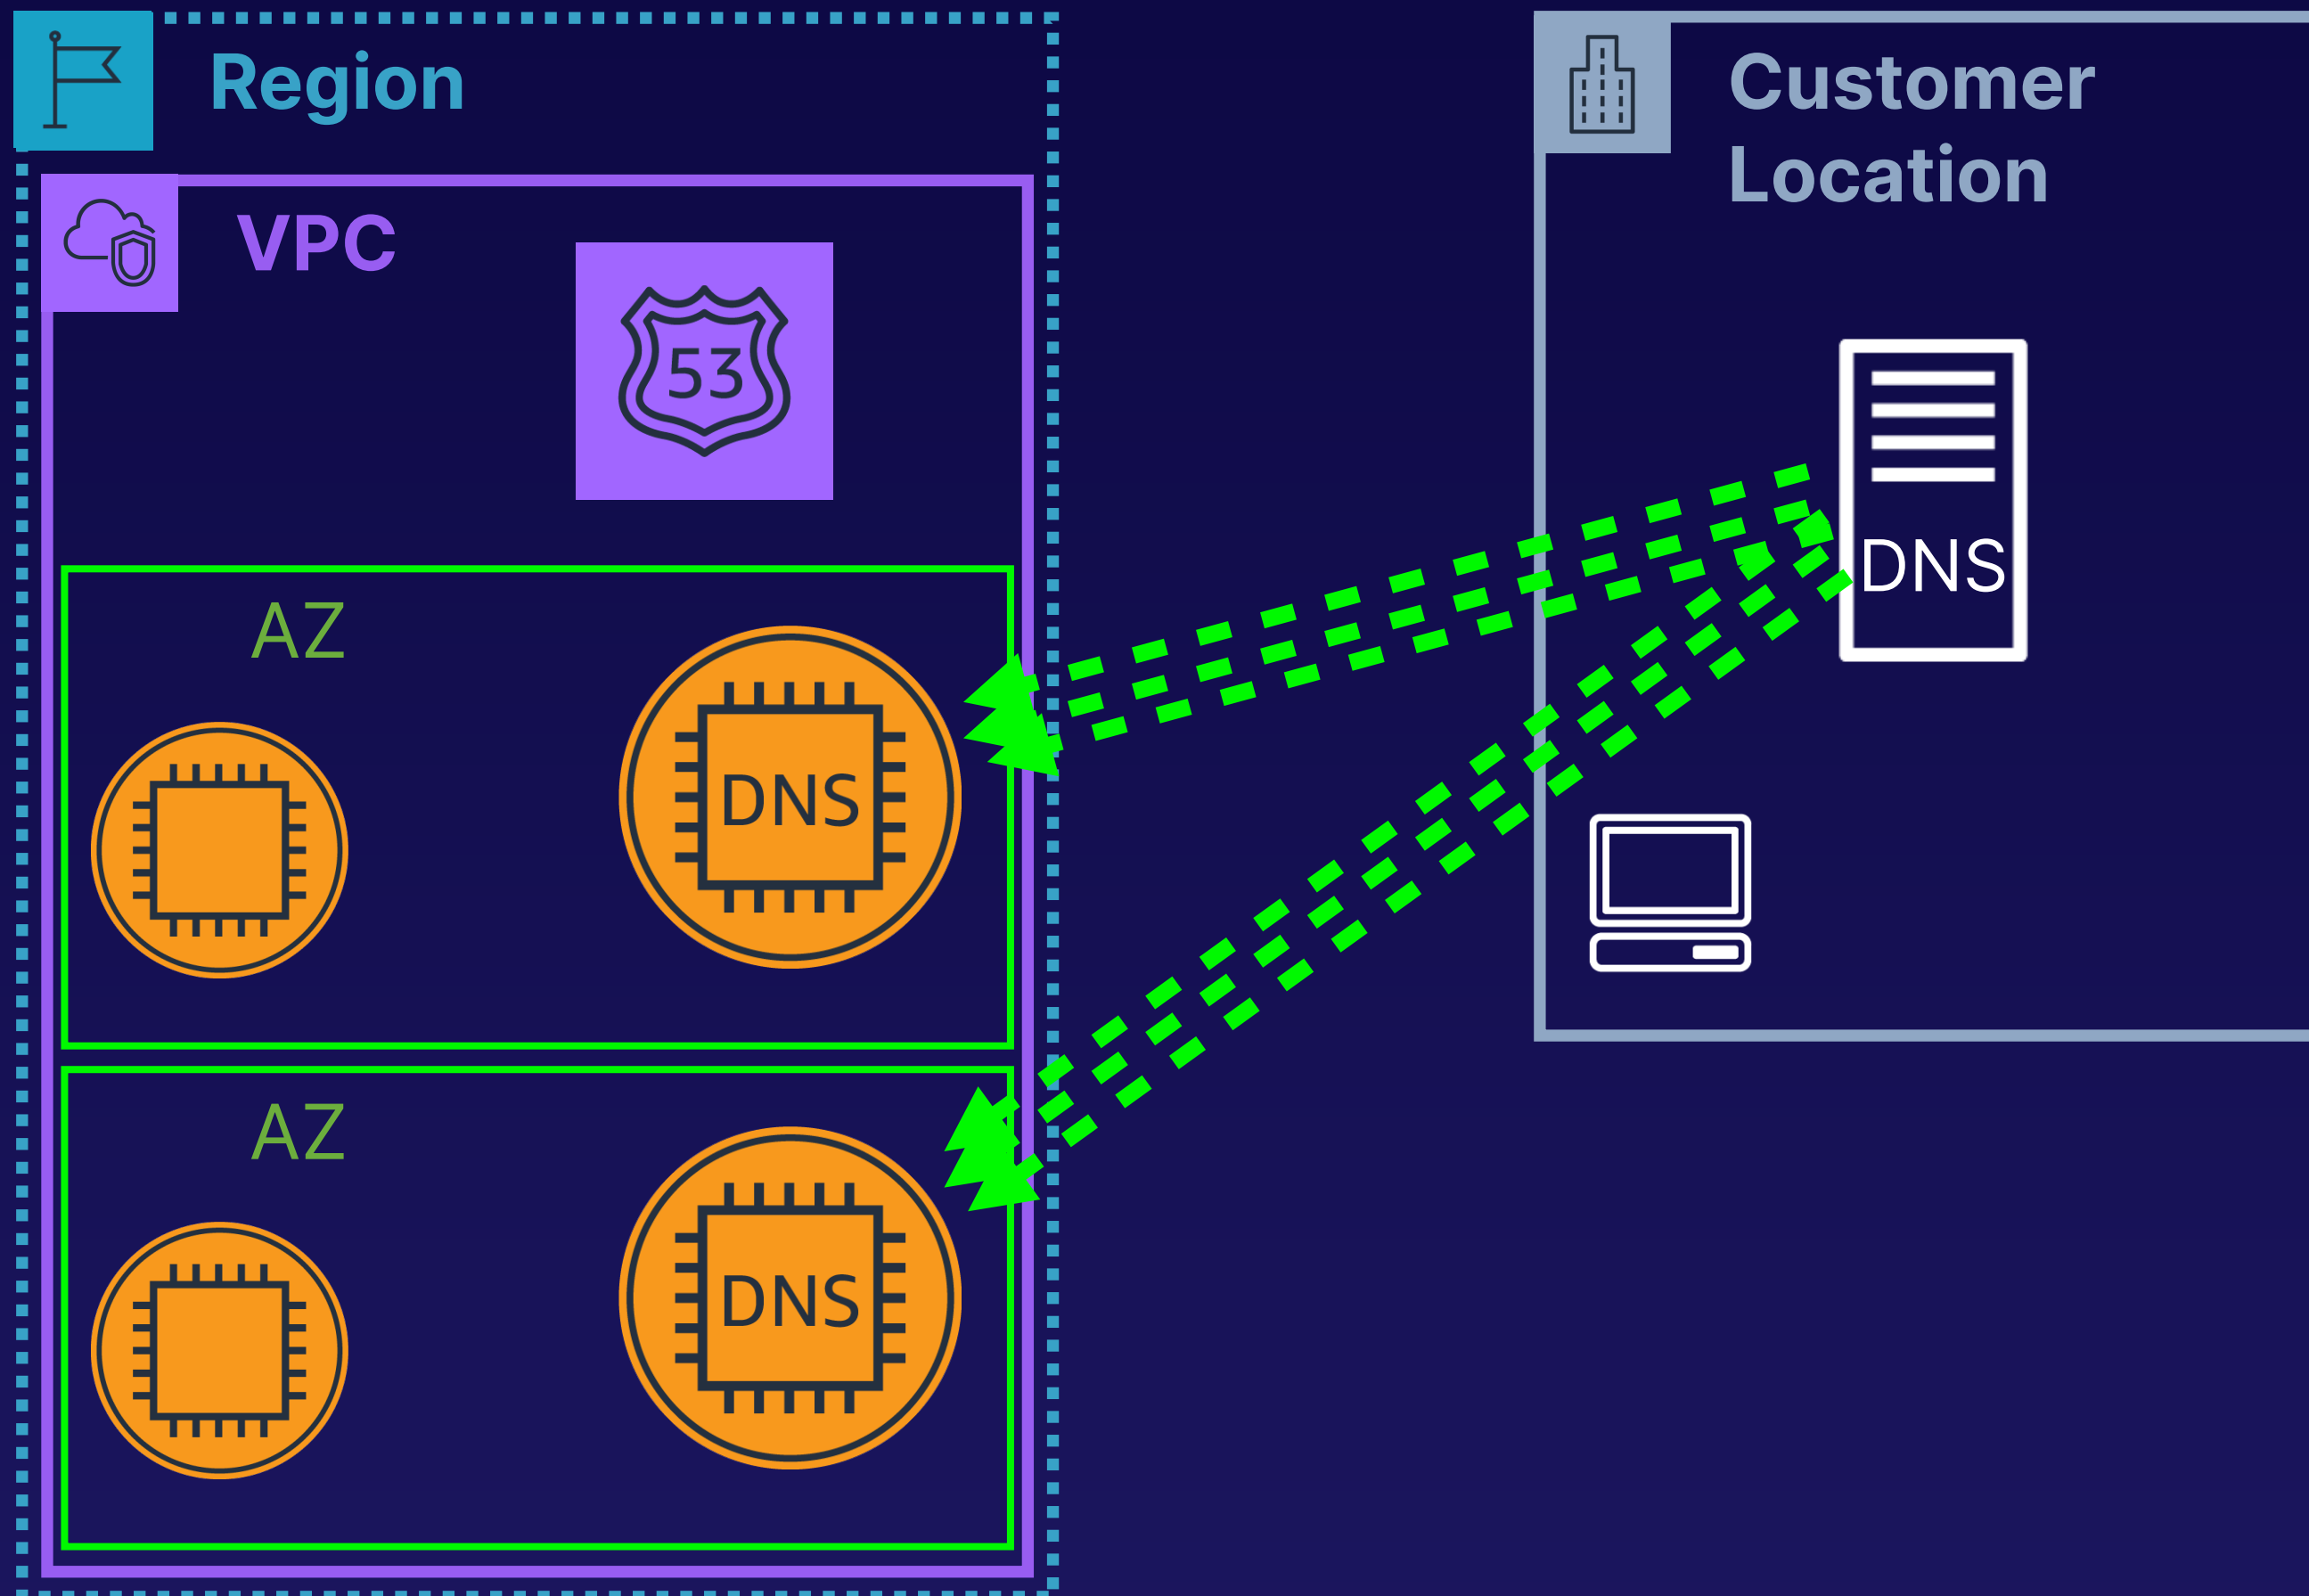 Region
Customer
Location
VPC
53
AZ
DNS
DNS
AZ
DNS